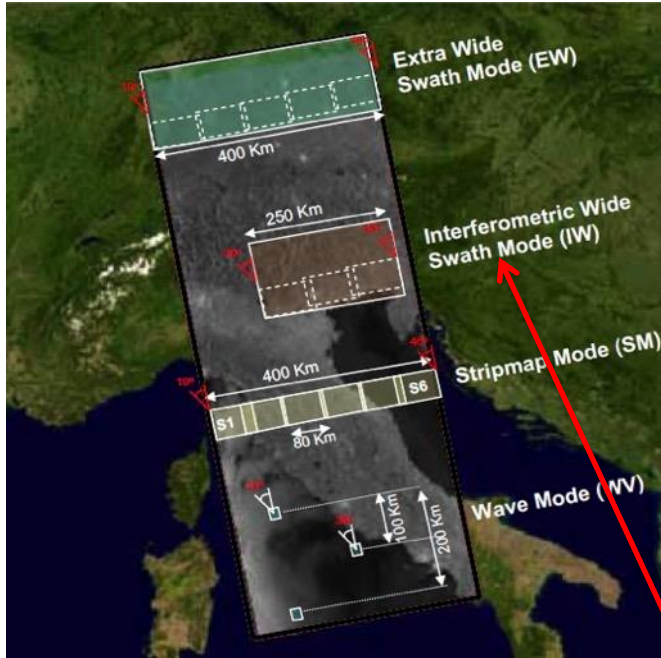 Extra Wide
Swath Mode (EW)
400 Km
250 Km
Interferometric Wide
Swath Mode (IW)
Stripmap Mode (SM)
400 Km
S1
S6
80 Km
Wave Mode (WV)
100 Km
200 Km